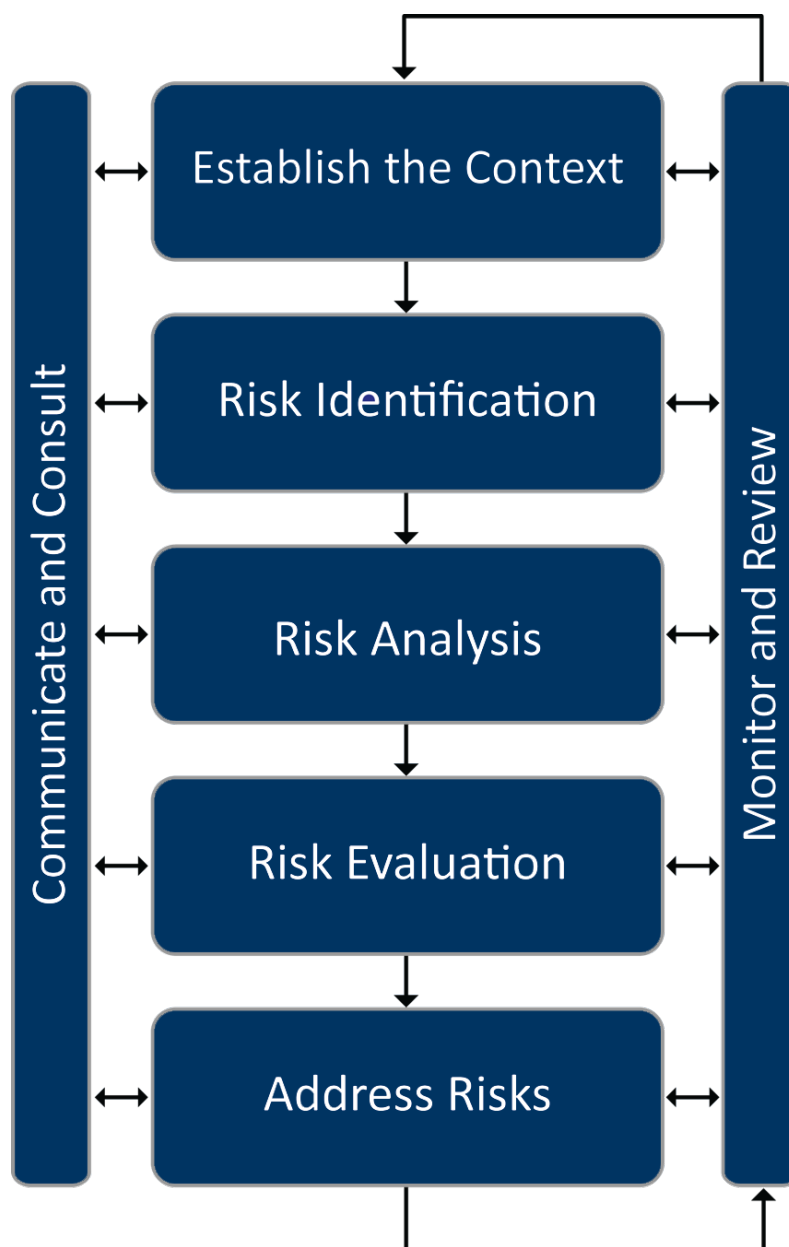 Establish the Context
Risk Identification
Risk Analysis
Risk Evaluation
Address Risks
Communicate and Consult
Monitor and Review